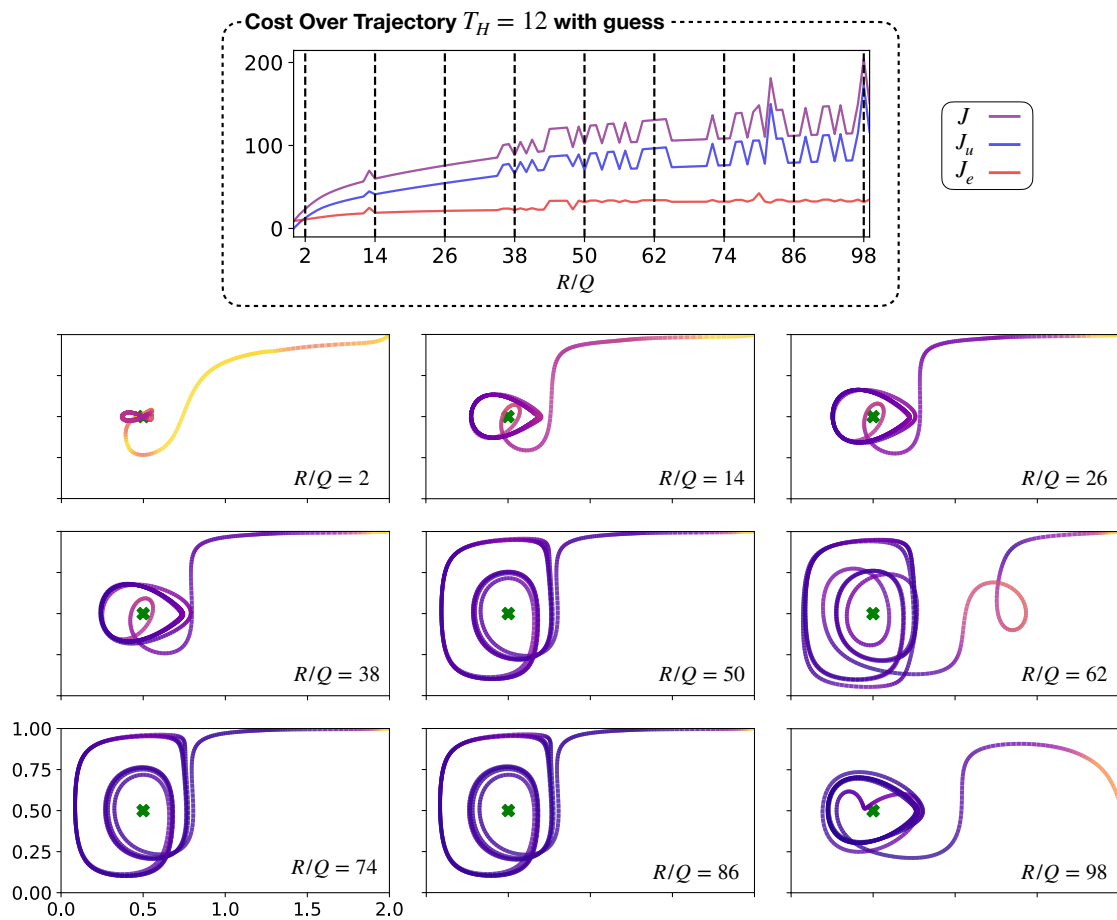 Cost Over Trajectory T_H = 12 with guess
200
100
0
2 14 26 38 50 62 74 86 98
R/Q
J
J_u
J_e
R/Q = 2
R/Q = 14
R/Q = 26
R/Q = 38
R/Q = 50
R/Q = 62
1.00
0.75
0.50
0.25
0.00
0.0 0.5 1.0 1.5 2.0
R/Q = 74
R/Q = 86
R/Q = 98